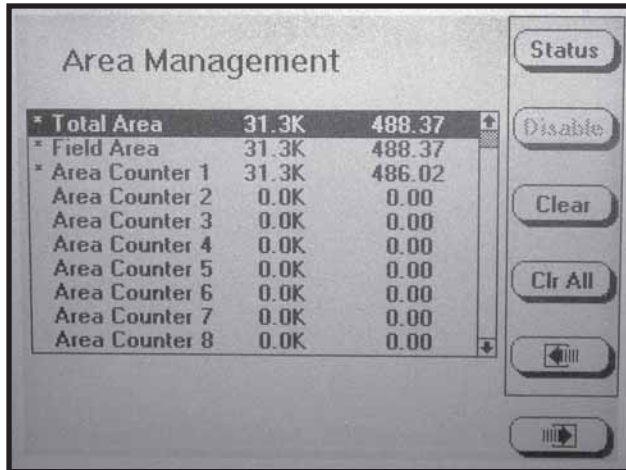 Area Management
* Total Area 31.3K 488.37
* Field Area 31.3K 488.37
* Area Counter 1 31.3K 486.02
Area Counter 2 0.0K 0.00
Area Counter 3 0.0K 0.00
Area Counter 4 0.0K 0.00
Area Counter 5 0.0K 0.00
Area Counter 6 0.0K 0.00
Area Counter 7 0.0K 0.00
Area Counter 8 0.0K 0.00
Status
Disable
Clear
Clr All